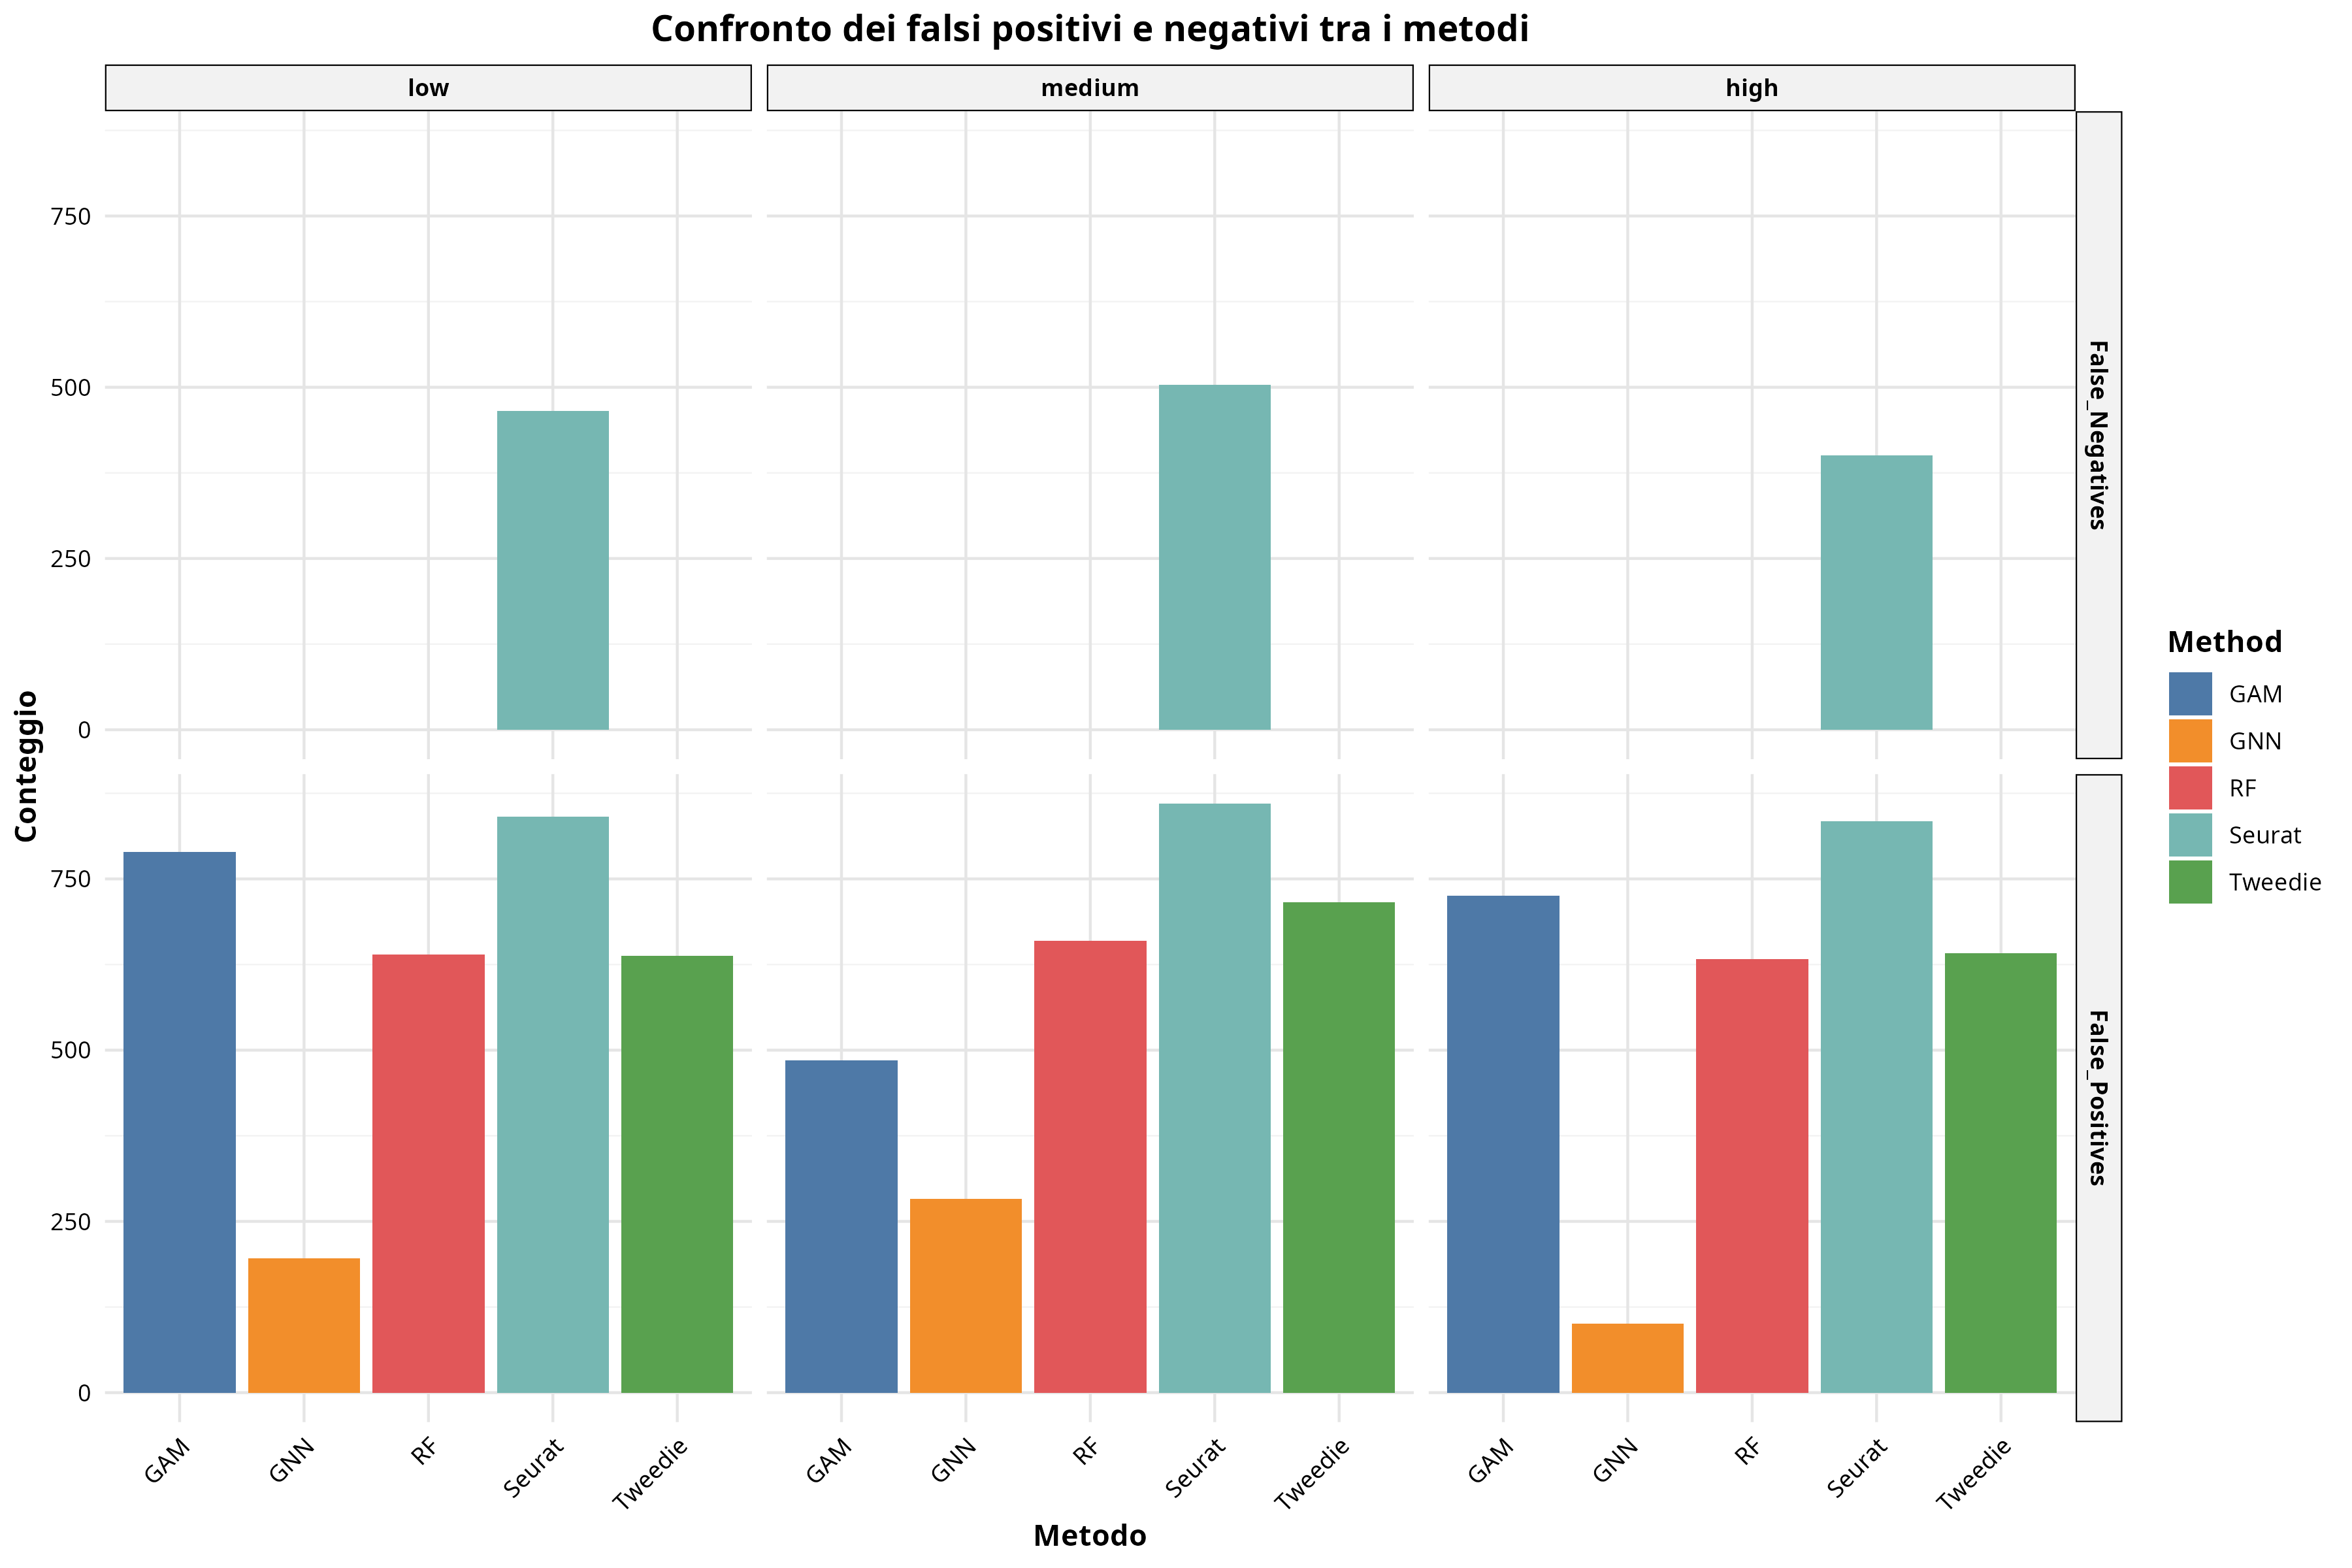 Confronto dei falsi positivi e negativi tra i metodi
low
medium
high
750
500
250
0
False_Negatives
Conteggio
750
500
250
0
False_Positives
GAM
GNN
RF
Seurat
Tweedie
GAM
GNN
RF
Seurat
Tweedie
GAM
GNN
RF
Seurat
Tweedie
Metodo
Method
GAM
GNN
RF
Seurat
Tweedie